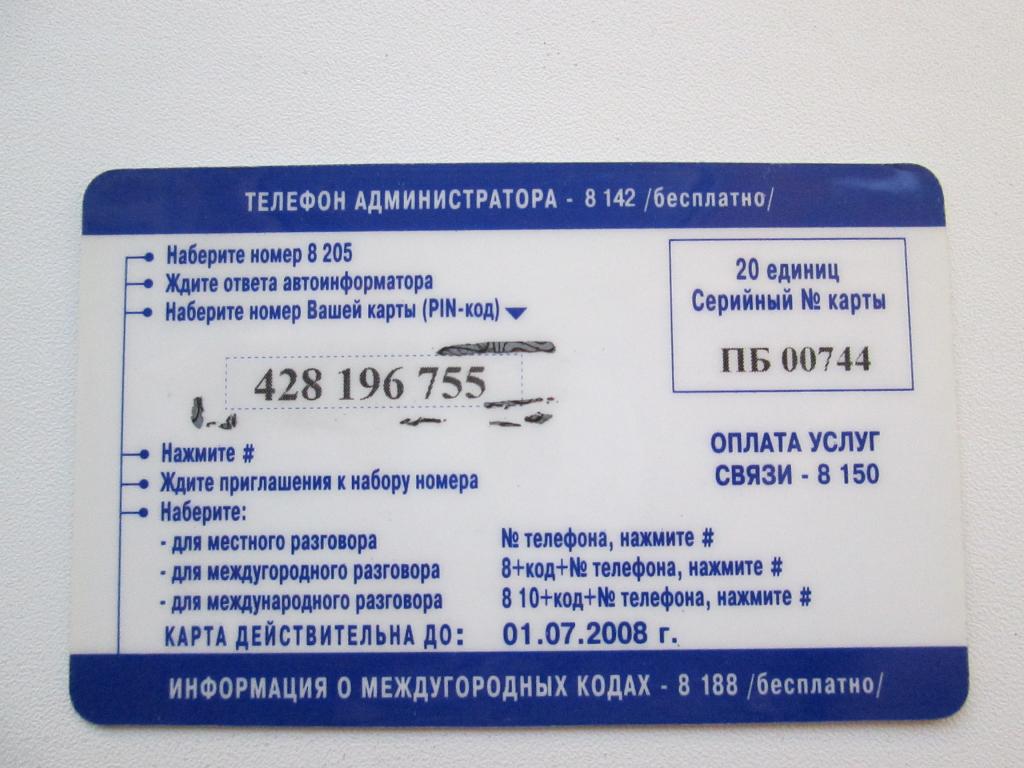 ТЕЛЕФОН АДМИНИСТРАТОРА - 8 142 /бесплатно/
Наберите номер 8 205
Ждите ответа автоинформатора
Наберите номер Вашей карты (PIN-код)
428 196 755
20 единиц
Серийный № карты
ПБ 00744
ОПЛАТА УСЛУГ
СВЯЗИ - 8 150
Нажмите #
Ждите приглашения к набору номера
Наберите:
- для местного разговора № телефона, нажмите #
- для междугородного разговора 8+код+№ телефона, нажмите #
- для международного разговора 8 10+код+№ телефона, нажмите #
КАРТА ДЕЙСТВИТЕЛЬНА ДО: 01.07.2008 г.
ИНФОРМАЦИЯ О МЕЖДУГОРОДНЫХ КОДАХ - 8 188 /бесплатно/